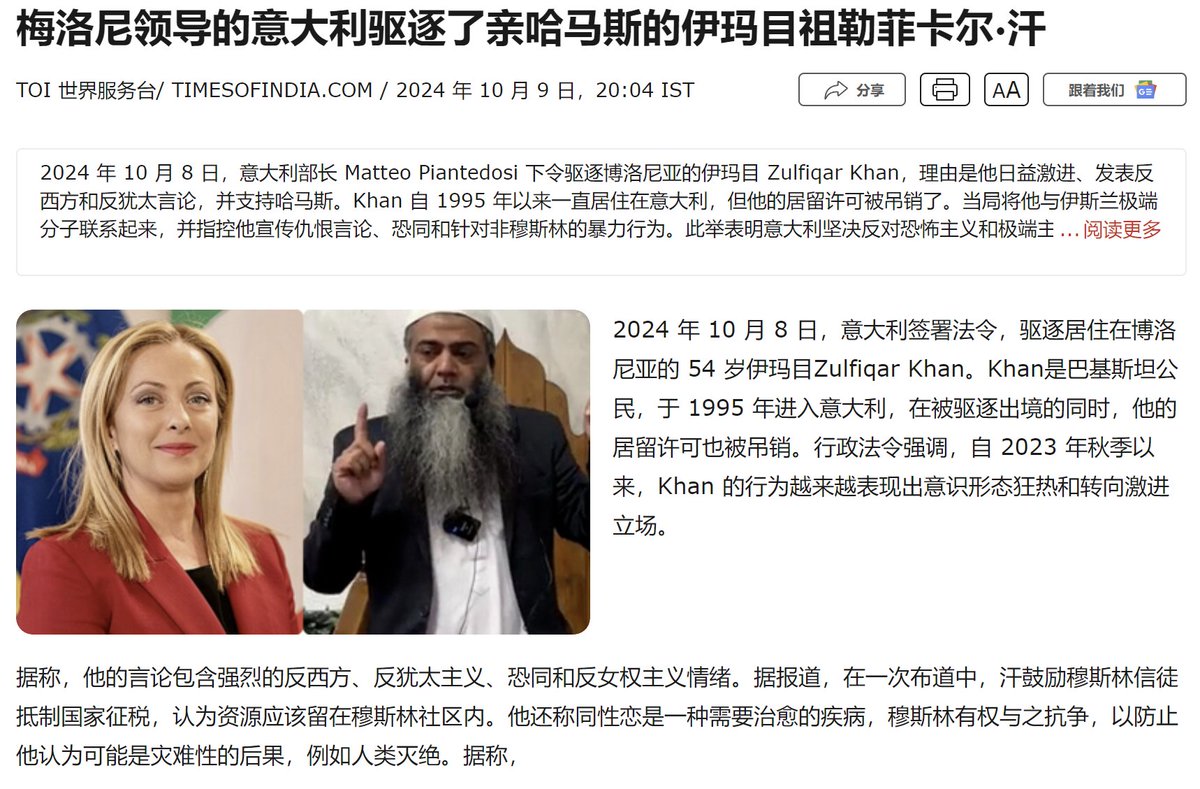 梅洛尼领导的意大利驱逐了亲哈马斯的伊玛目祖勒菲卡尔·汗
TOI 世界服务台/ TIMESOFINDIA.COM / 2024 年 10 月 9 日，20:04 IST
分享
AA
跟着我们
GE
2024 年 10 月 8 日，意大利部长 Matteo Piantedosi 下令驱逐博洛尼亚的伊玛目 Zulfiqar Khan，理由是他日益激进、发表反
西方和反犹太言论，并支持哈马斯。Khan 自 1995 年以来一直居住在意大利，但他的居留许可被吊销了。当局将他与伊斯兰极端
分子联系起来，并指控他宣传仇恨言论、恐同和针对非穆斯林的暴力行为。此举表明意大利坚决反对恐怖主义和极端主 ... 阅读更多
2024 年 10 月 8 日，意大利签署法令，驱逐居住在博洛
尼亚的 54 岁伊玛目Zulfiqar Khan。Khan是巴基斯坦公
民，于 1995 年进入意大利，在被驱逐出境的同时，他的
居留许可也被吊销。行政法令强调，自 2023 年秋季以
来，Khan 的行为越来越表现出意识形态狂热和转向激进
立场。
据称，他的言论包含强烈的反西方、反犹太主义、恐同和反女权主义情绪。据报道，在一次布道中，汗鼓励穆斯林信徒
抵制国家征税，认为资源应该留在穆斯林社区内。他还称同性恋是一种需要治愈的疾病，穆斯林有权与之抗争，以防止
他认为可能是灾难性的后果，例如人类灭绝。据称，